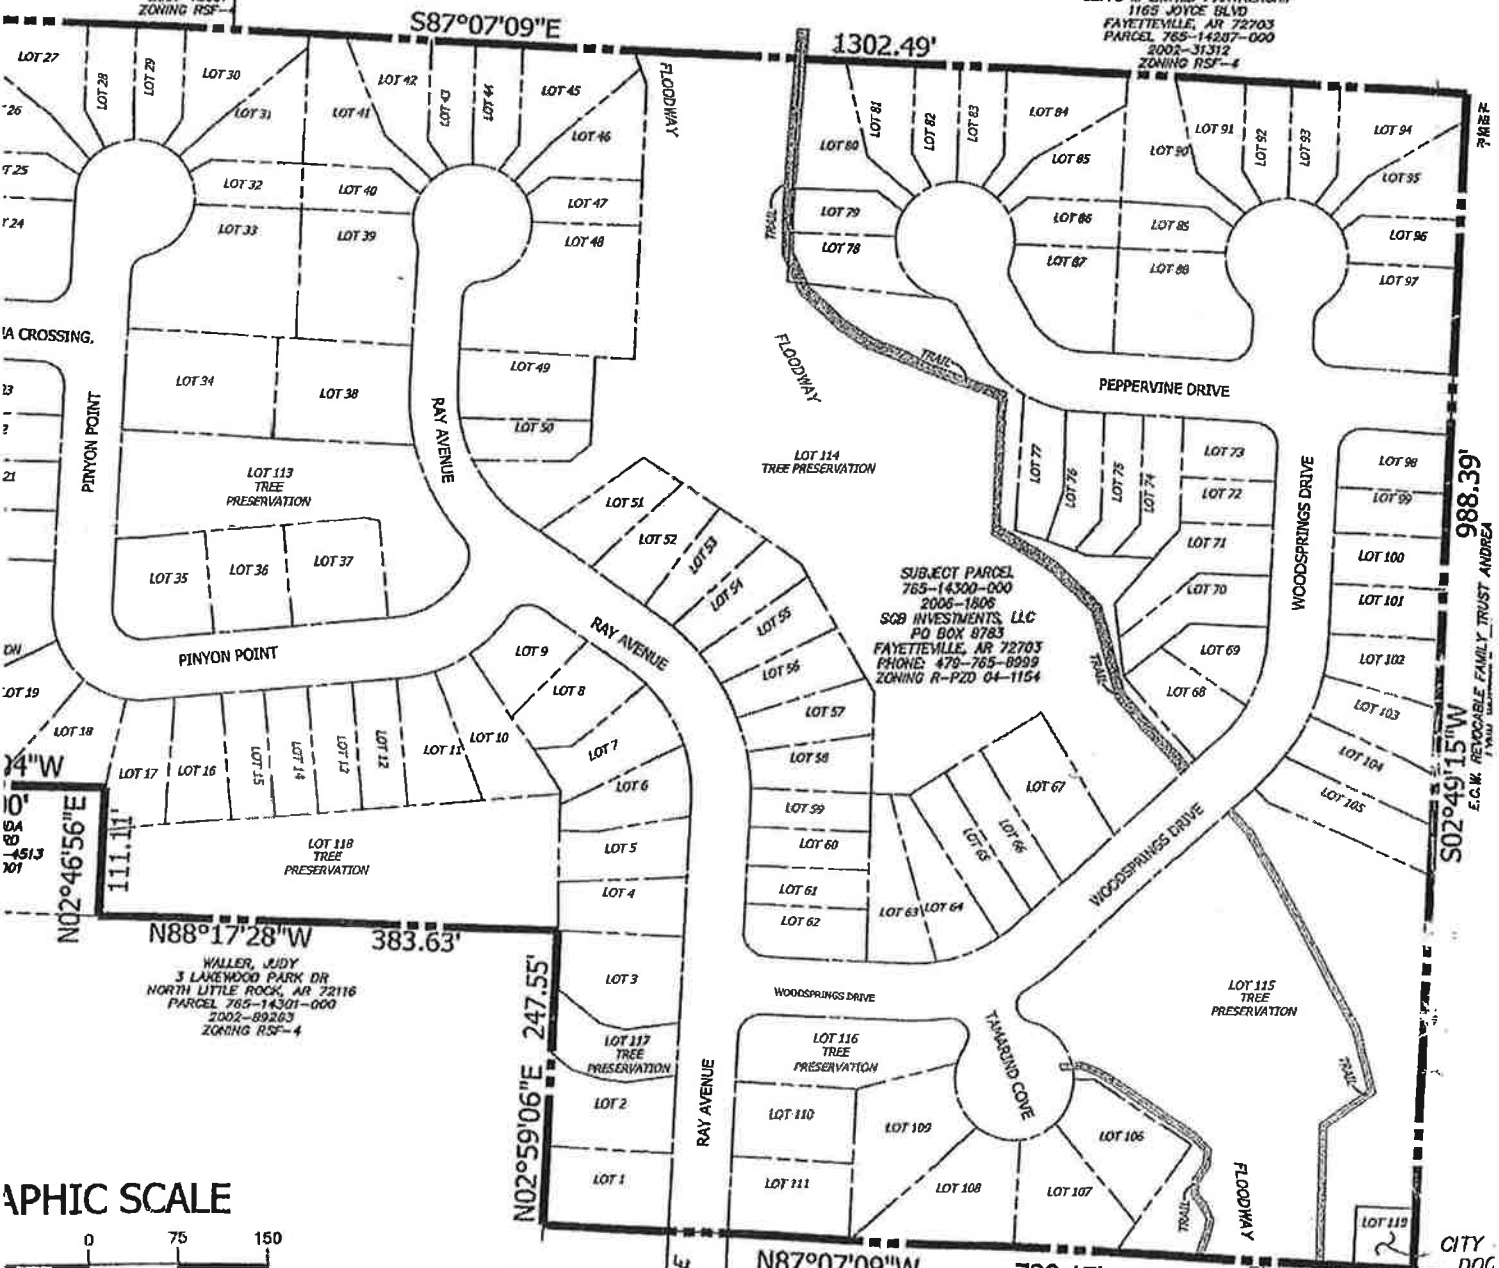 ZONING RSF-4
S87°07'09"E
1302.49'
1165 JOYCE BLVD
FAYETTEVILLE, AR 72703
PARCEL 765-14287-000
2002-31312
ZONING RSF-4
LOT 27
LOT 28
LOT 29
LOT 30
LOT 31
LOT 41
LOT 42
LOT 43
LOT 44
LOT 45
LOT 46
FLOODWAY
LOT 80
LOT 81
LOT 82
LOT 83
LOT 84
LOT 85
LOT 90
LOT 91
LOT 92
LOT 93
LOT 94
LOT 95
LOT 32
LOT 40
LOT 47
LOT 33
LOT 39
LOT 48
TRAIL
LOT 79
LOT 78
LOT 86
LOT 85
LOT 87
LOT 88
LOT 96
LOT 97
A CROSSING,
PINYON POINT
LOT 34
LOT 38
RAY AVENUE
LOT 49
LOT 50
FLOODWAY
TRAIL
PEPPERVINE DRIVE
LOT 113
TREE
PRESERVATION
LOT 114
TREE PRESERVATION
LOT 77
LOT 76
LOT 75
LOT 74
LOT 73
LOT 72
LOT 71
LOT 70
WOODSPRINGS DRIVE
LOT 98
LOT 99
LOT 100
LOT 101
LOT 102
LOT 103
LOT 104
LOT 105
988.39'
S02°49'15"W
E.G.W. REVOCABLE FAMILY TRUST ANDREA
LOT 35
LOT 36
LOT 37
LOT 51
LOT 52
LOT 53
LOT 54
LOT 55
LOT 56
LOT 57
LOT 58
LOT 59
LOT 60
LOT 61
LOT 62
SUBJECT PARCEL
765-14300-000
2006-1806
SCB INVESTMENTS, LLC
PO BOX 8783
FAYETTEVILLE, AR 72703
PHONE: 479-765-8999
ZONING R-PZD 04-1154
TRAIL
LOT 69
LOT 68
PINYON POINT
RAY AVENUE
LOT 9
LOT 8
LOT 7
LOT 6
LOT 5
LOT 4
LOT 19
LOT 18
LOT 17
LOT 16
LOT 15
LOT 14
LOT 13
LOT 12
LOT 11
LOT 10
LOT 67
LOT 66
LOT 65
LOT 64
LOT 63
WOODSPRINGS DRIVE
4"W
N02°46'56"E
111.11'
-4513
LOT 118
TREE
PRESERVATION
N88°17'28"W 383.63'
WALLER, JUDY
3 LAKEWOOD PARK DR
NORTH LITTLE ROCK, AR 72116
PARCEL 765-14301-000
2002-89283
ZONING RSF-4
N02°59'06"E 247.55'
LOT 3
LOT 117
TREE
PRESERVATION
LOT 2
LOT 1
RAY AVENUE
WOODSPRINGS DRIVE
LOT 116
TREE
PRESERVATION
LOT 110
LOT 111
LOT 109
LOT 108
TAMARIND COVE
LOT 106
LOT 107
LOT 115
TREE
PRESERVATION
TRAIL
TRAIL
FLOODWAY
LOT 119
CITY
APHIC SCALE
0 75 150
N87°07'09"W